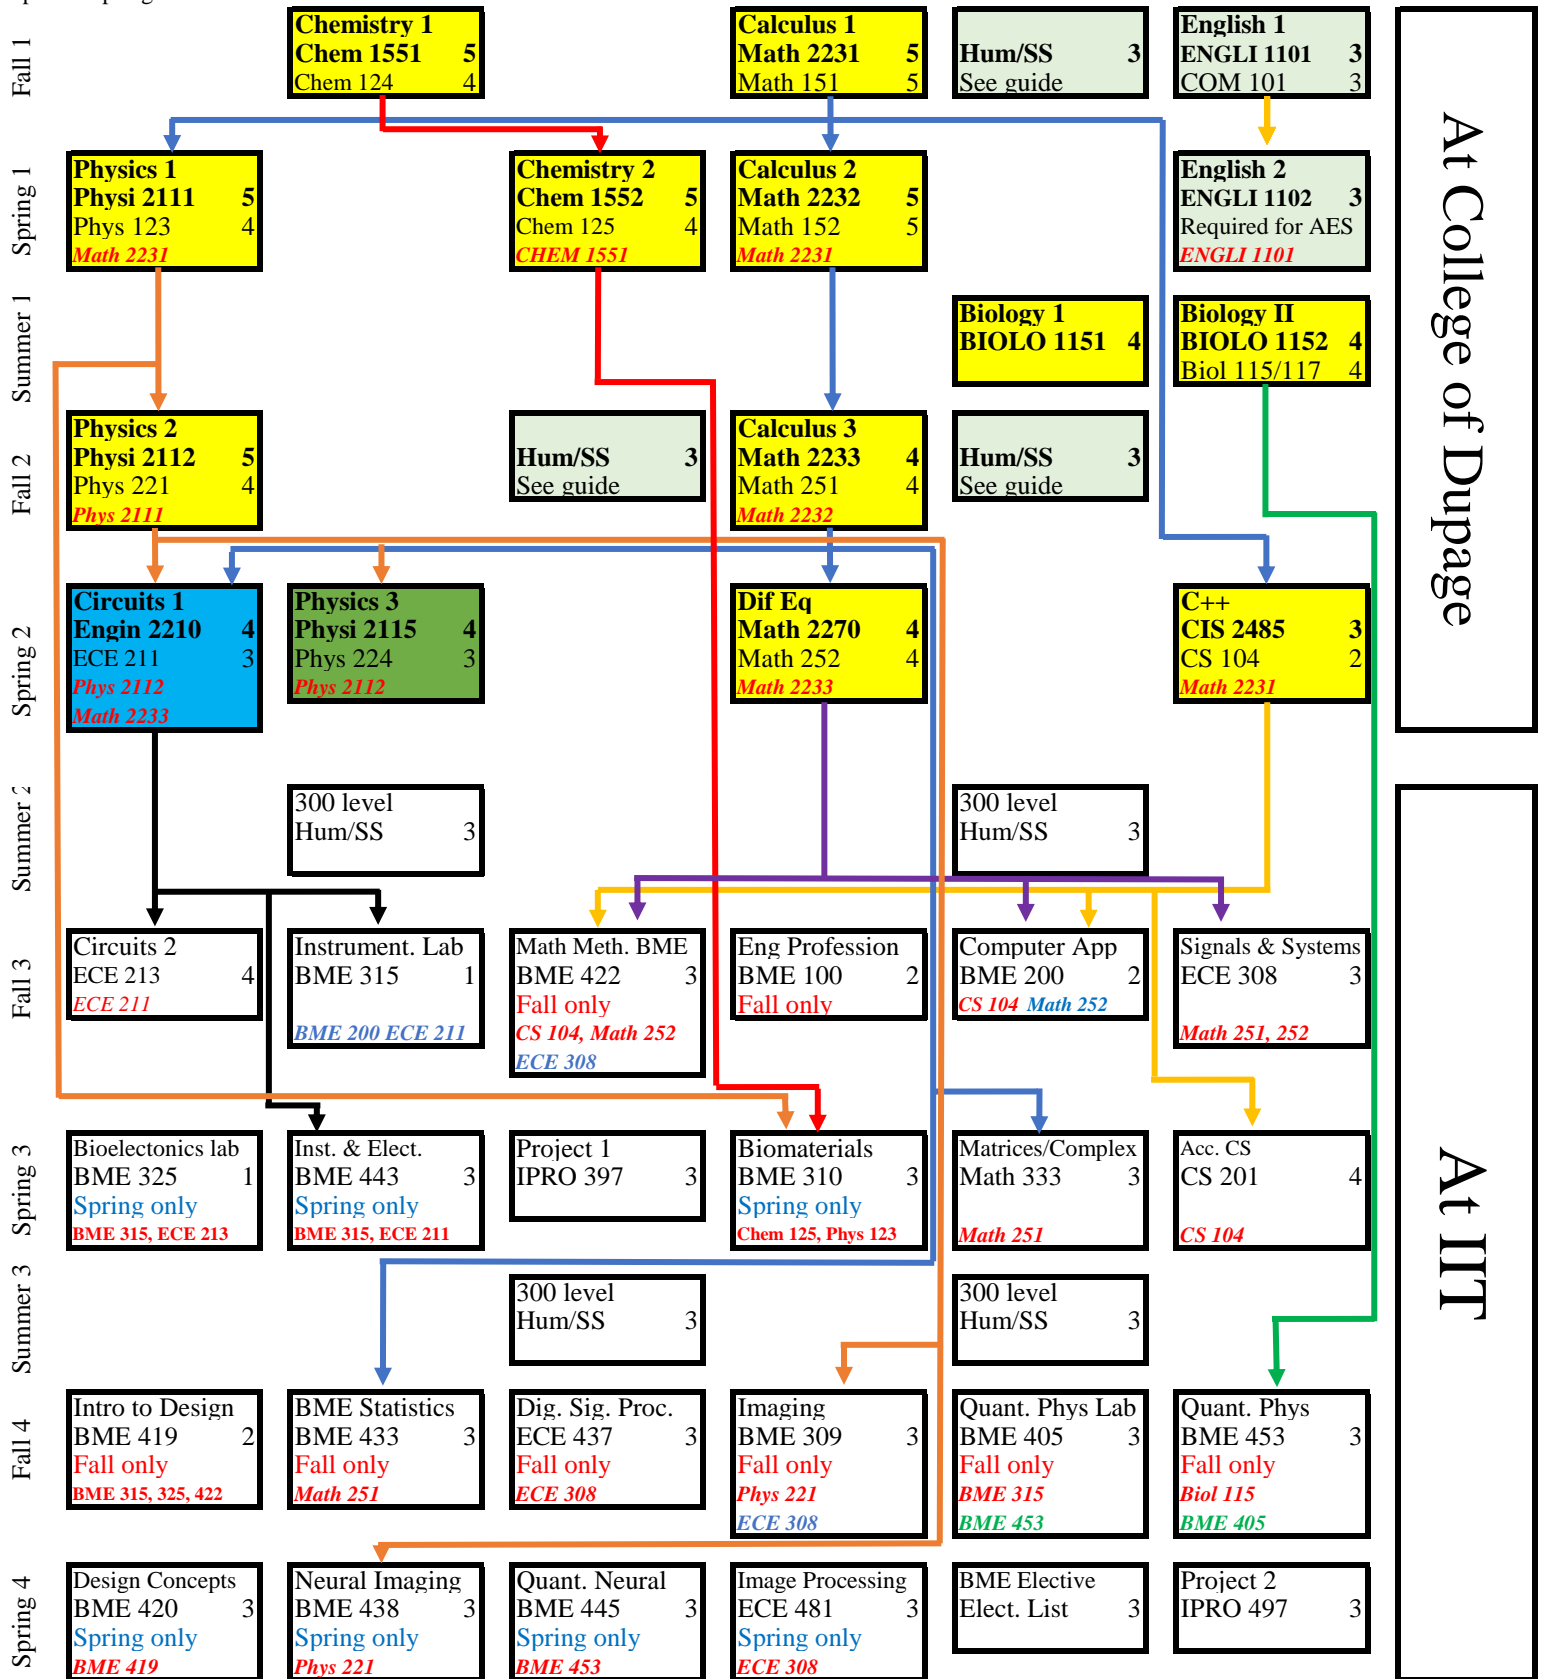 Fall 1
Chemistry 1
Chem 1551 5
Chem 124 4
Calculus 1
Math 2231 5
Math 151 5
Hum/SS 3
See guide
English 1
ENGLI 1101 3
COM 101 3
At College of Dupage
Spring 1
Physics 1
Physi 2111 5
Phys 123 4
Math 2231
Chemistry 2
Chem 1552 5
Chem 125 4
CHEM 1551
Calculus 2
Math 2232 5
Math 152 5
Math 2231
English 2
ENGLI 1102 3
Required for AES
ENGLI 1101
Summer 1
Biology 1
BIOLO 1151 4
Biology II
BIOLO 1152 4
Biol 115/117 4
Fall 2
Physics 2
Physi 2112 5
Phys 221 4
Phys 2111
Hum/SS 3
See guide
Calculus 3
Math 2233 4
Math 251 4
Math 2232
Hum/SS 3
See guide
Spring 2
Circuits 1
Engin 2210 4
ECE 211 3
Phys 2112
Math 2233
Physics 3
Physi 2115 4
Phys 224 3
Phys 2112
Dif Eq
Math 2270 4
Math 252 4
Math 2233
C++
CIS 2485 3
CS 104 2
Math 2231
Summer 2
300 level
Hum/SS 3
300 level
Hum/SS 3
At IIT
Fall 3
Circuits 2
ECE 213 4
ECE 211
Instrument. Lab
BME 315 1
BME 200 ECE 211
Math Meth. BME
BME 422 3
Fall only
CS 104, Math 252
ECE 308
Eng Profession
BME 100 2
Fall only
Computer App
BME 200 2
CS 104 Math 252
Signals & Systems
ECE 308 3
Math 251, 252
Spring 3
Bioelectonics lab
BME 325 1
Spring only
BME 315, ECE 213
Inst. & Elect.
BME 443 3
Spring only
BME 315, ECE 211
Project 1
IPRO 397 3
Biomaterials
BME 310 3
Spring only
Chem 125, Phys 123
Matrices/Complex
Math 333 3
Math 251
Acc. CS
CS 201 4
CS 104
Summer 3
300 level
Hum/SS 3
300 level
Hum/SS 3
Fall 4
Intro to Design
BME 419 2
Fall only
BME 315, 325, 422
BME Statistics
BME 433 3
Fall only
Math 251
Dig. Sig. Proc.
ECE 437 3
Fall only
ECE 308
Imaging
BME 309 3
Fall only
Phys 221
ECE 308
Quant. Phys Lab
BME 405 3
Fall only
BME 315
BME 453
Quant. Phys
BME 453 3
Fall only
Biol 115
BME 405
Spring 4
Design Concepts
BME 420 3
Spring only
BME 419
Neural Imaging
BME 438 3
Spring only
Phys 221
Quant. Neural
BME 445 3
Spring only
BME 453
Image Processing
ECE 481 3
Spring only
ECE 308
BME Elective
Elect. List 3
Project 2
IPRO 497 3